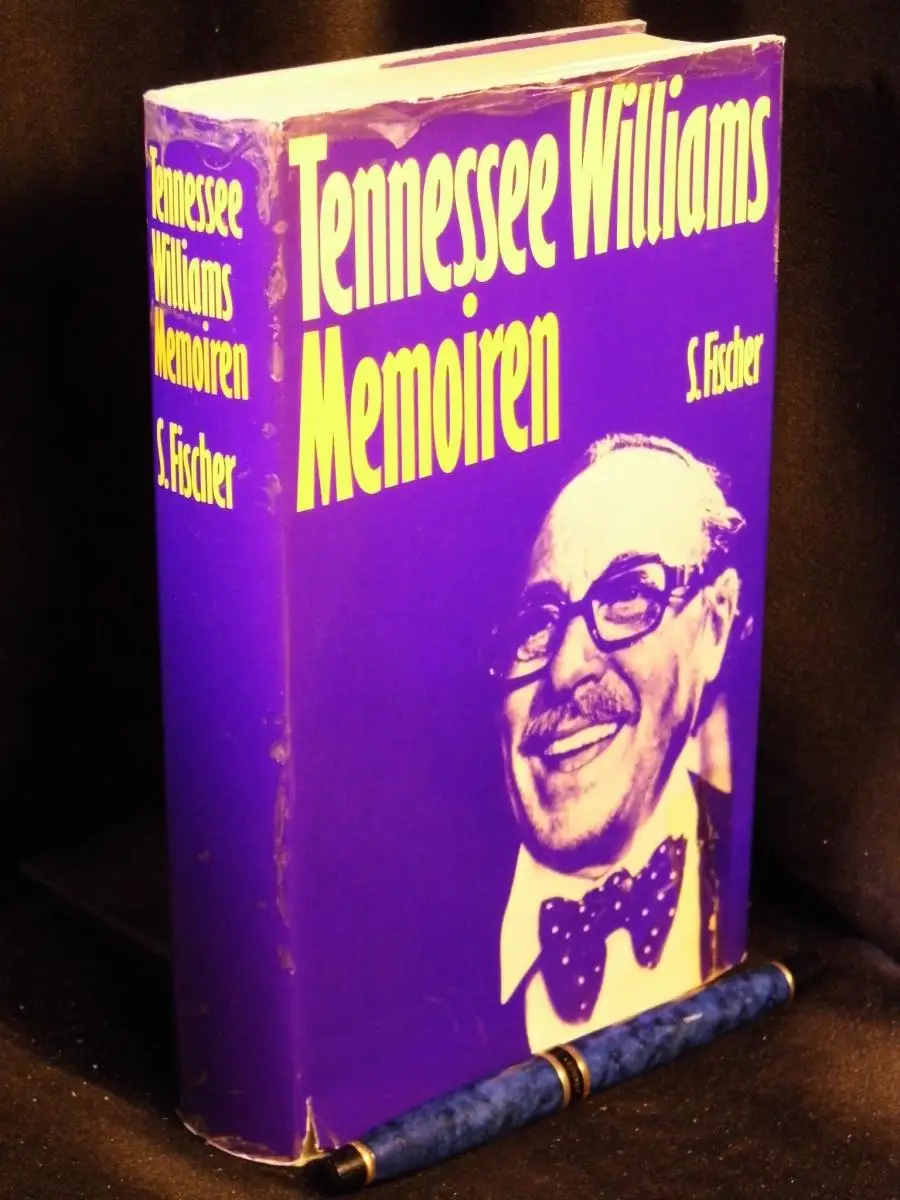 Tennessee
Williams
Memoiren
S. Fischer
Tennessee Williams
Memoiren
S. Fischer